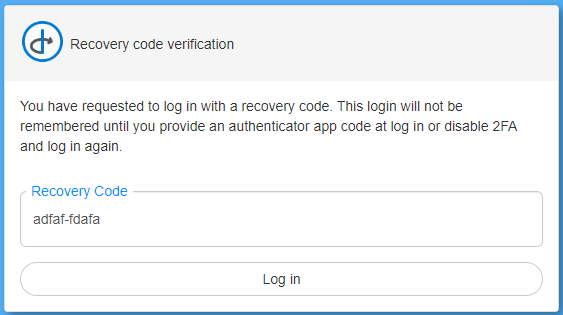 Recovery code verification
You have requested to log in with a recovery code. This login will not be
remembered until you provide an authenticator app code at log in or disable 2FA
and log in again.
Recovery Code
adfaf-fdafa
Log in